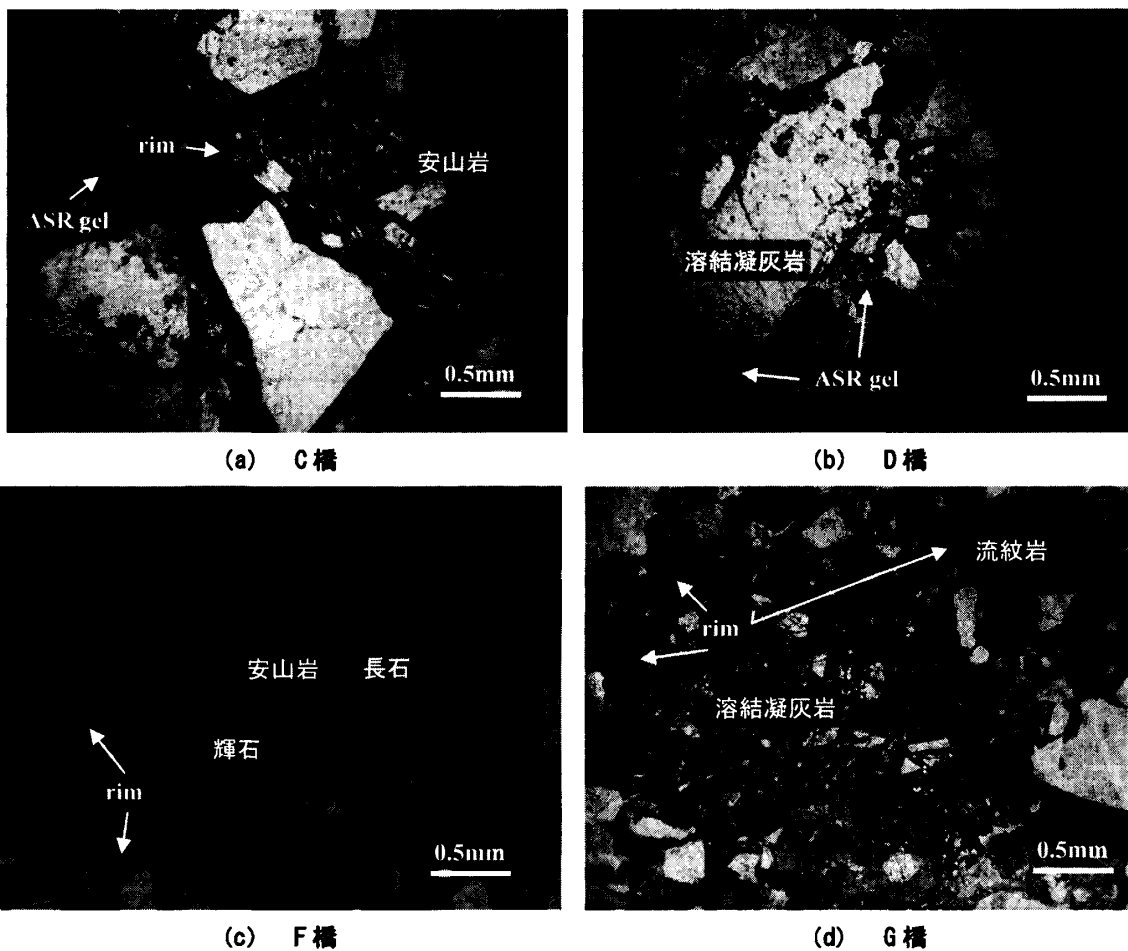 rim
安山岩
ASR gel
0.5mm
(a) C橋
溶結凝灰岩
ASR gel
0.5mm
(b) D橋
安山岩 長石
輝石
rim
0.5mm
(c) F橋
流紋岩
rim
溶結凝灰岩
0.5mm
(d) G橋